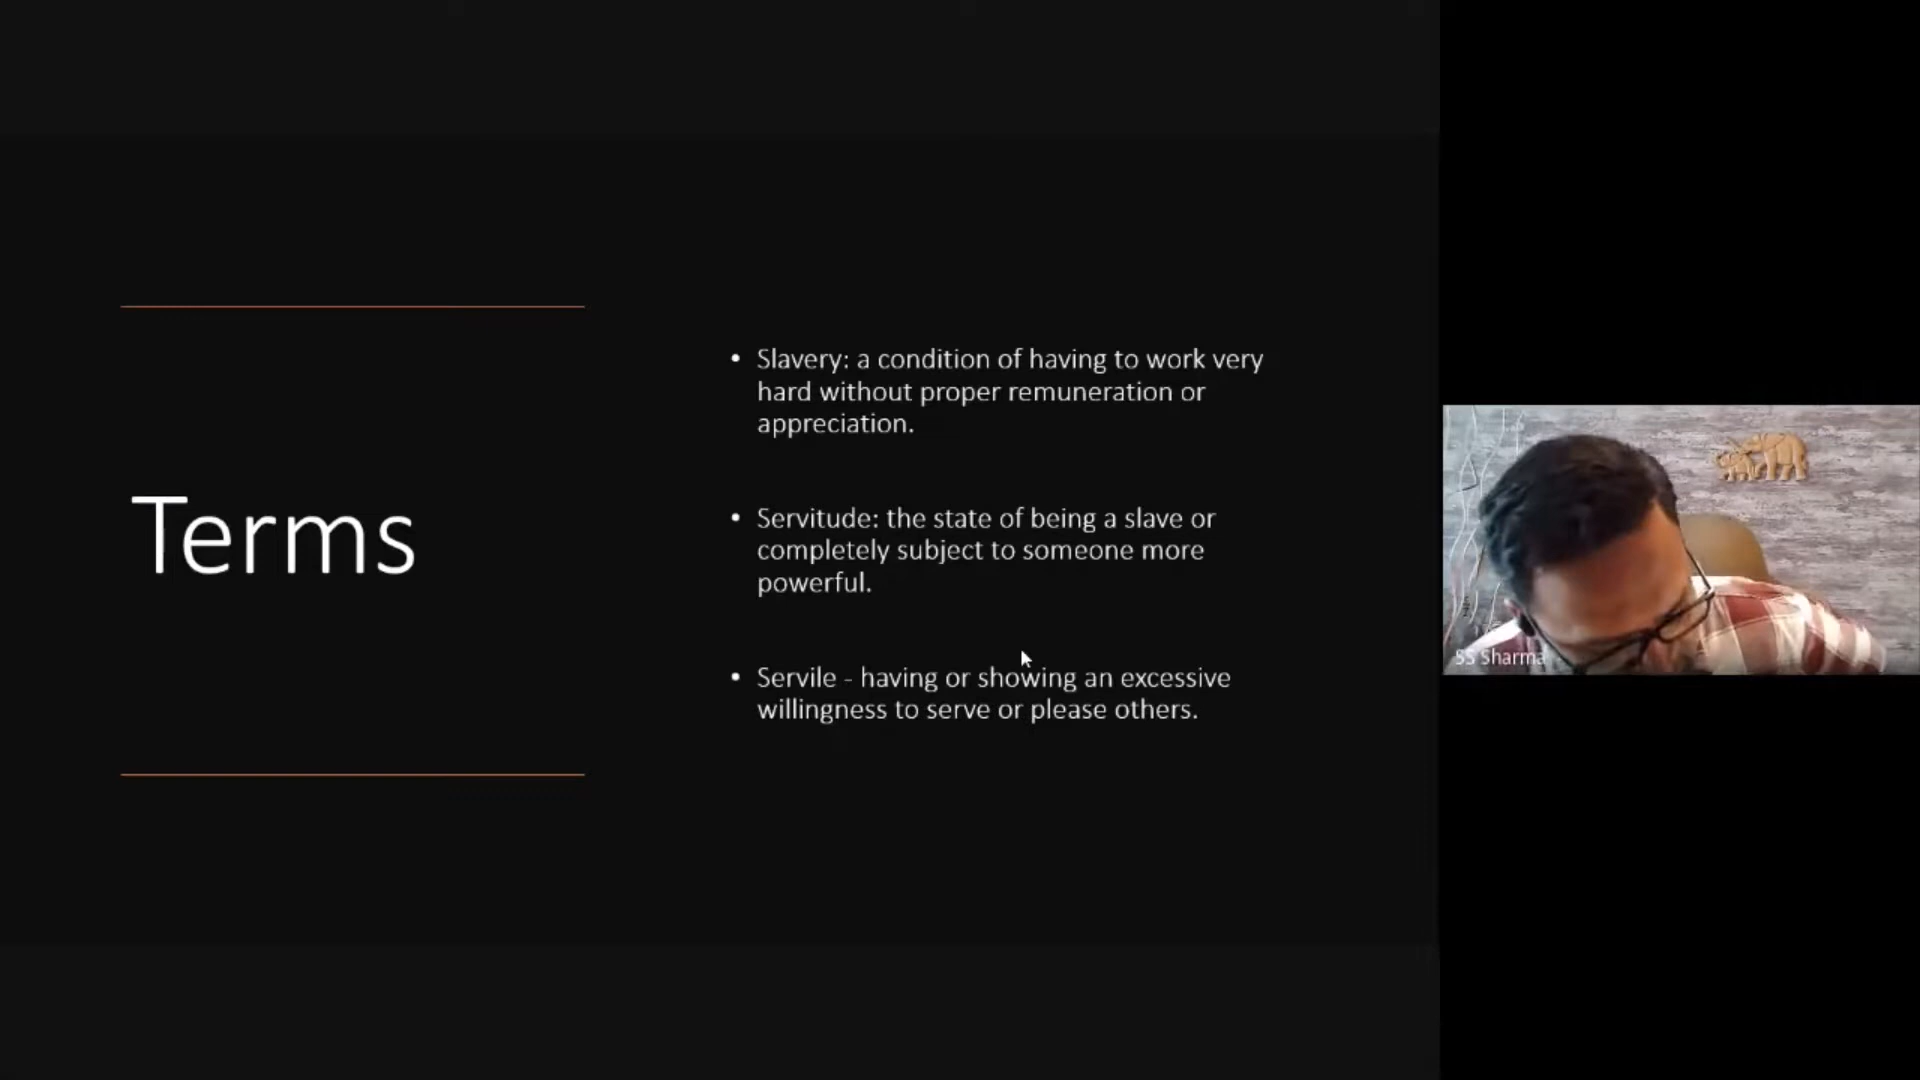 Terms
• Slavery: a condition of having to work very
hard without proper remuneration or
appreciation.
• Servitude: the state of being a slave or
completely subject to someone more
powerful.
• Servile - having or showing an excessive
willingness to serve or please others.
SS Sharma